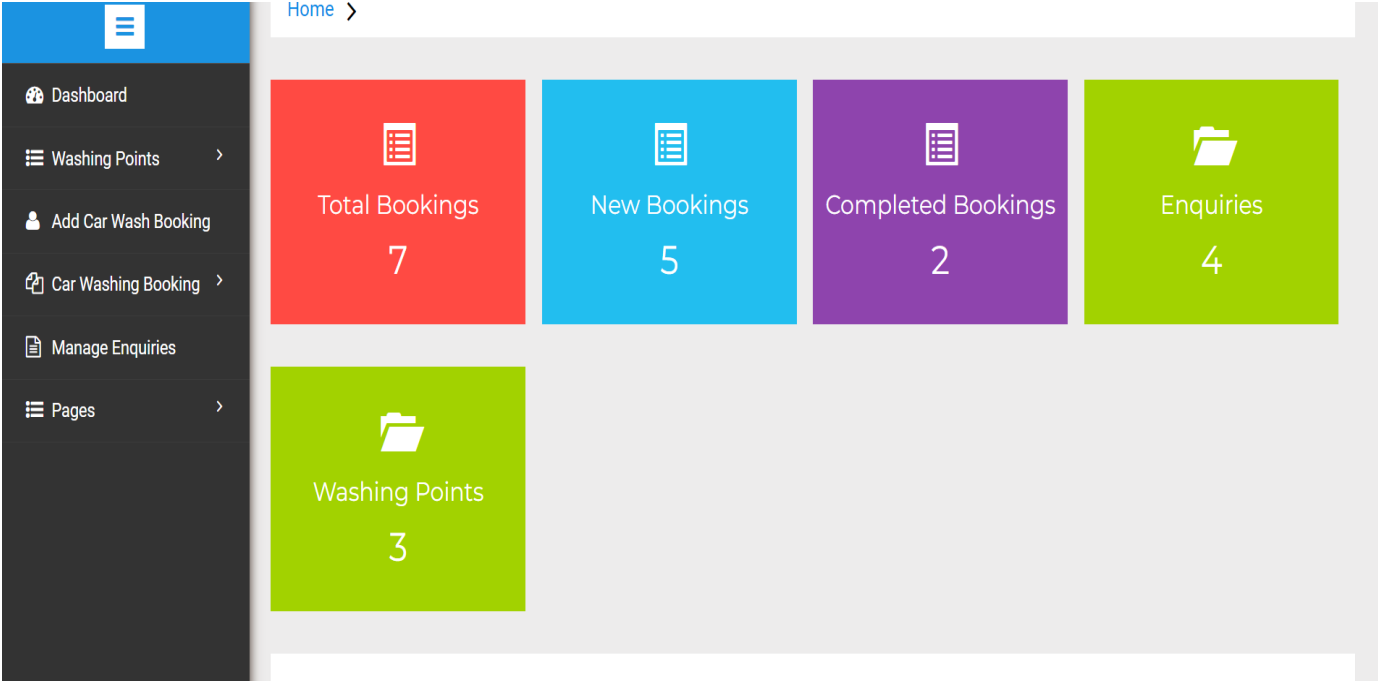 Home
Dashboard
Washing Points
Add Car Wash Booking
Car Washing Booking
Manage Enquiries
Pages
Total Bookings
7
New Bookings
5
Completed Bookings
2
Enquiries
4
Washing Points
3